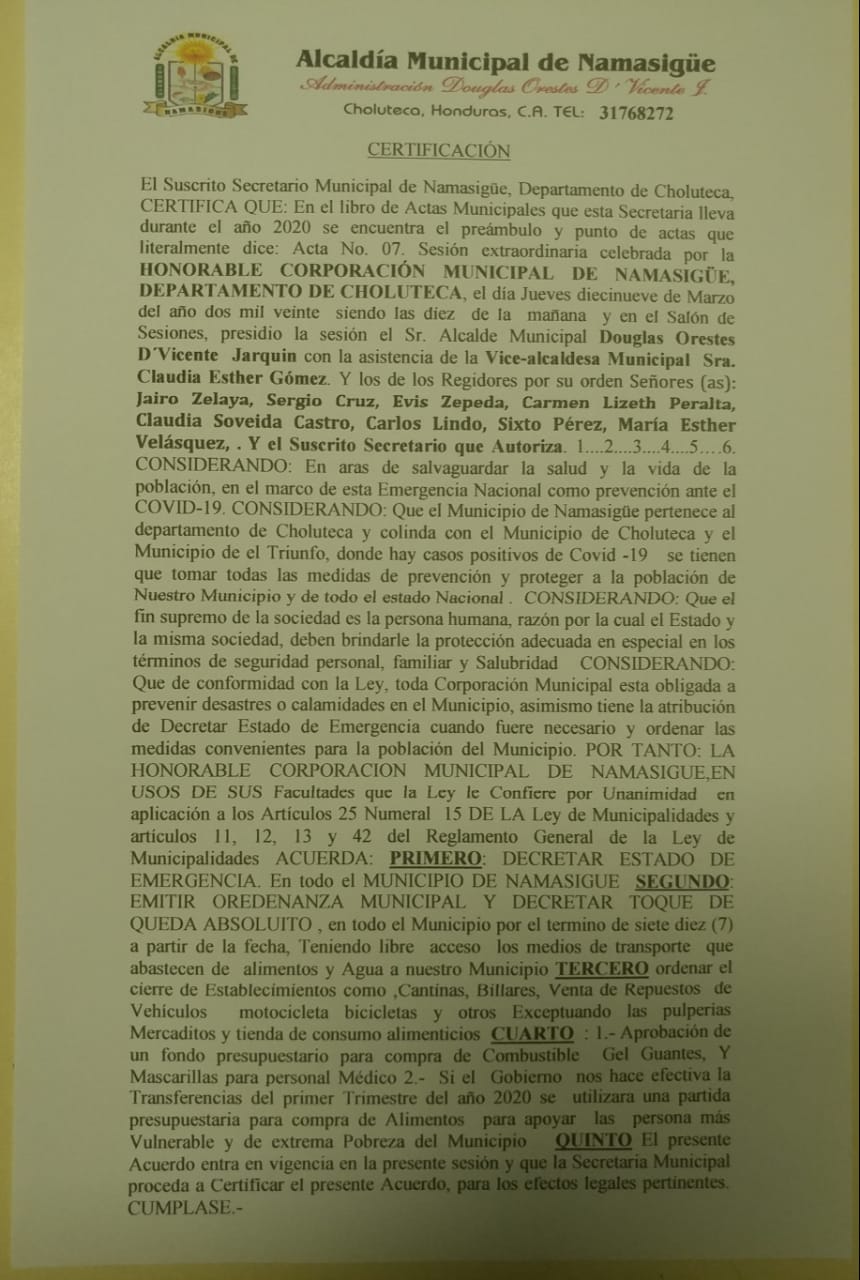 ALCALDIA MUNICIPAL DE
NAMASIGUE
Alcaldía Municipal de Namasigüe
Administración Douglas Orestes D' Vicente J.
Choluteca, Honduras, C.A. TEL: 31768272
CERTIFICACIÓN
El Suscrito Secretario Municipal de Namasigüe, Departamento de Choluteca,
CERTIFICA QUE: En el libro de Actas Municipales que esta Secretaria lleva
durante el año 2020 se encuentra el preámbulo y punto de actas que
literalmente dice: Acta No. 07. Sesión extraordinaria celebrada por la
HONORABLE CORPORACIÓN MUNICIPAL DE NAMASIGÜE,
DEPARTAMENTO DE CHOLUTECA, el día Jueves diecinueve de Marzo
del año dos mil veinte siendo las diez de la mañana y en el Salón de
Sesiones, presidio la sesión el Sr. Alcalde Municipal Douglas Orestes
D´Vicente Jarquin con la asistencia de la Vice-alcaldesa Municipal Sra.
Claudia Esther Gómez. Y los de los Regidores por su orden Señores (as):
Jairo Zelaya, Sergio Cruz, Evis Zepeda, Carmen Lizeth Peralta,
Claudia Soveida Castro, Carlos Lindo, Sixto Pérez, María Esther
Velásquez, . Y el Suscrito Secretario que Autoriza. 1....2...3....4....5....6.
CONSIDERANDO: En aras de salvaguardar la salud y la vida de la
población, en el marco de esta Emergencia Nacional como prevención ante el
COVID-19. CONSIDERANDO: Que el Municipio de Namasigüe pertenece al
departamento de Choluteca y colinda con el Municipio de Choluteca y el
Municipio de el Triunfo, donde hay casos positivos de Covid -19 se tienen
que tomar todas las medidas de prevención y proteger a la población de
Nuestro Municipio y de todo el estado Nacional . CONSIDERANDO: Que el
fin supremo de la sociedad es la persona humana, razón por la cual el Estado y
la misma sociedad, deben brindarle la protección adecuada en especial en los
términos de seguridad personal, familiar y Salubridad CONSIDERANDO:
Que de conformidad con la Ley, toda Corporación Municipal esta obligada a
prevenir desastres o calamidades en el Municipio, asimismo tiene la atribución
de Decretar Estado de Emergencia cuando fuere necesario y ordenar las
medidas convenientes para la población del Municipio. POR TANTO: LA
HONORABLE CORPORACION MUNICIPAL DE NAMASIGUE,EN
USOS DE SUS Facultades que la Ley le Confiere por Unanimidad en
aplicación a los Artículos 25 Numeral 15 DE LA Ley de Municipalidades y
artículos 11, 12, 13 y 42 del Reglamento General de la Ley de
Municipalidades ACUERDA: PRIMERO: DECRETAR ESTADO DE
EMERGENCIA. En todo el MUNICIPIO DE NAMASIGUE SEGUNDO:
EMITIR OREDENANZA MUNICIPAL Y DECRETAR TOQUE DE
QUEDA ABSOLUITO , en todo el Municipio por el termino de siete diez (7)
a partir de la fecha, Teniendo libre acceso los medios de transporte que
abastecen de alimentos y Agua a nuestro Municipio TERCERO ordenar el
cierre de Establecimientos como ,Cantinas, Billares, Venta de Repuestos de
Vehículos motocicleta bicicletas y otros Exceptuando las pulperias
Mercaditos y tienda de consumo alimenticios CUARTO : 1.- Aprobación de
un fondo presupuestario para compra de Combustible Gel Guantes, Y
Mascarillas para personal Médico 2.- Si el Gobierno nos hace efectiva la
Transferencias del primer Trimestre del año 2020 se utilizara una partida
presupuestaria para compra de Alimentos para apoyar las persona más
Vulnerable y de extrema Pobreza del Municipio QUINTO El presente
Acuerdo entra en vigencia en la presente sesión y que la Secretaria Municipal
proceda a Certificar el presente Acuerdo, para los efectos legales pertinentes.
CUMPLASE.-